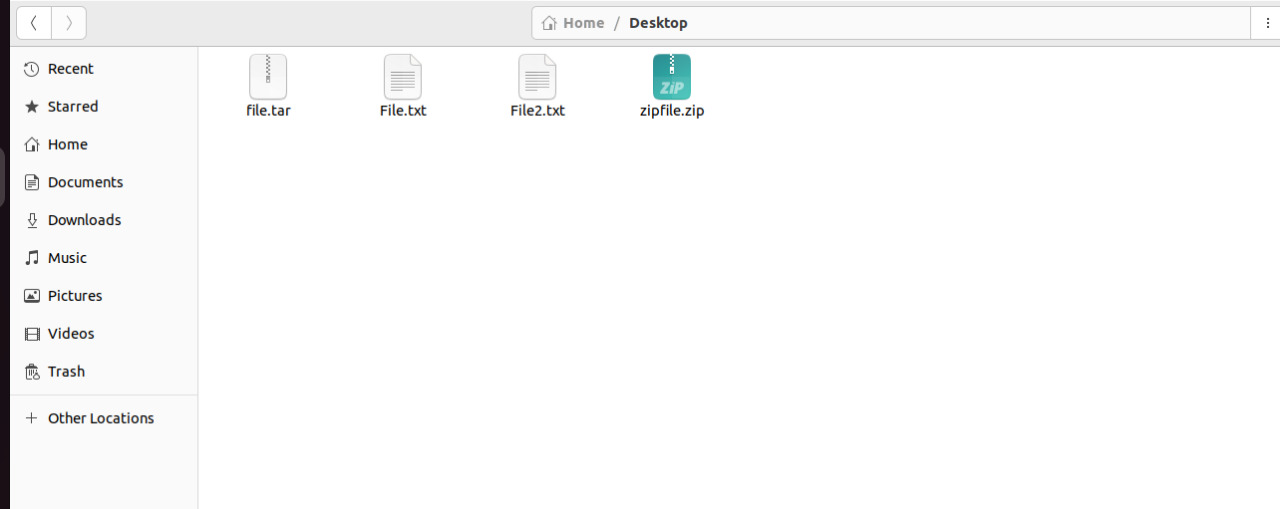 Home / Desktop
Recent
Starred
Home
Documents
Downloads
Music
Pictures
Videos
Trash
+ Other Locations
ZiP
file.tar File.txt File2.txt zipfile.zip